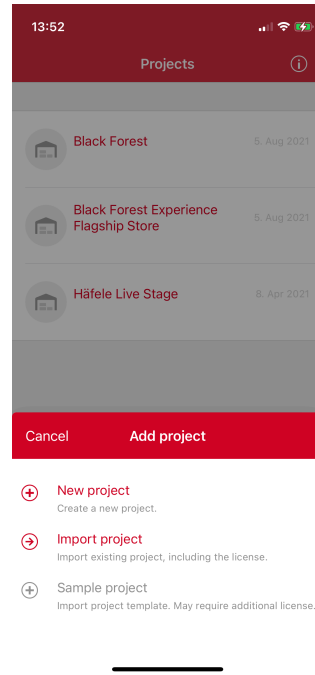 13:52
Projects
Black Forest
5. Aug 2021
Black Forest Experience
Flagship Store
5. Aug 2021
Häfele Live Stage
8. Apr 2021
Cancel
Add project
New project
Create a new project.
Import project
Import existing project, including the license.
Sample project
Import project template. May require additional license.